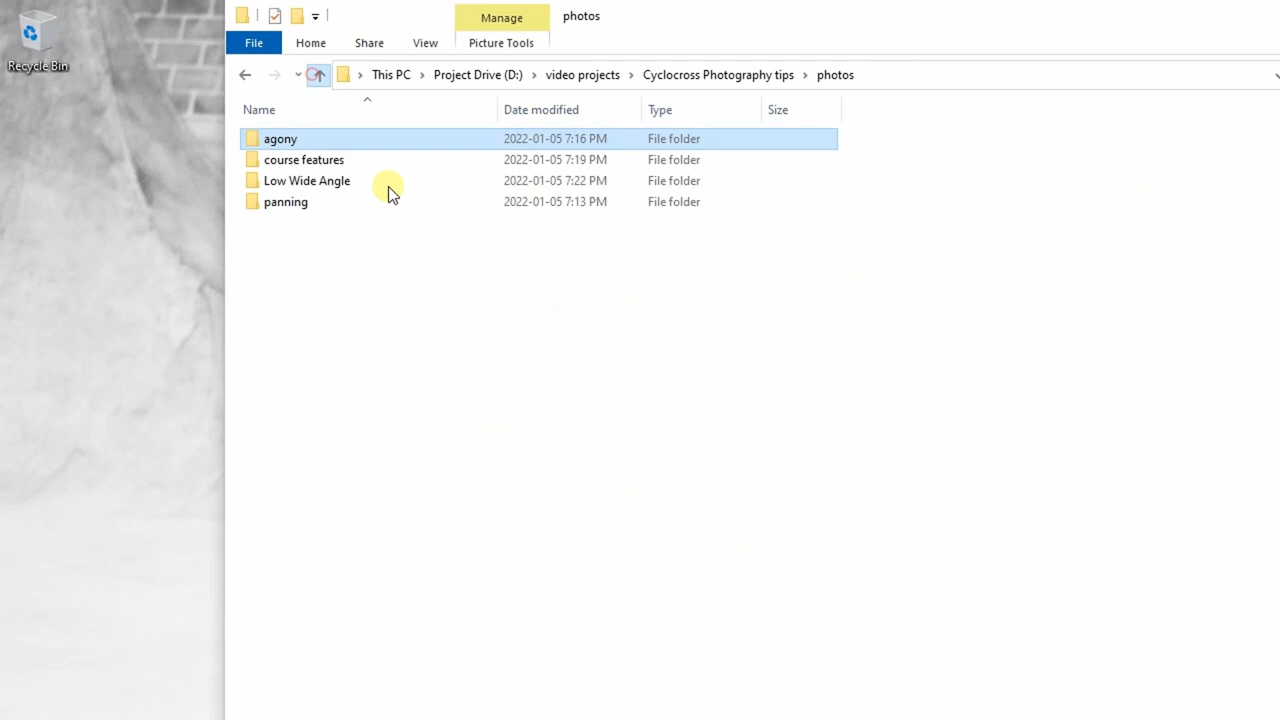 Recycle Bin
Manage photos
File Home Share View Picture Tools
This PC Project Drive (D:) video projects Cyclocross Photography tips photos
Name Date modified Type Size
agony 2022-01-05 7:16 PM File folder
course features 2022-01-05 7:19 PM File folder
Low Wide Angle 2022-01-05 7:22 PM File folder
panning 2022-01-05 7:13 PM File folder